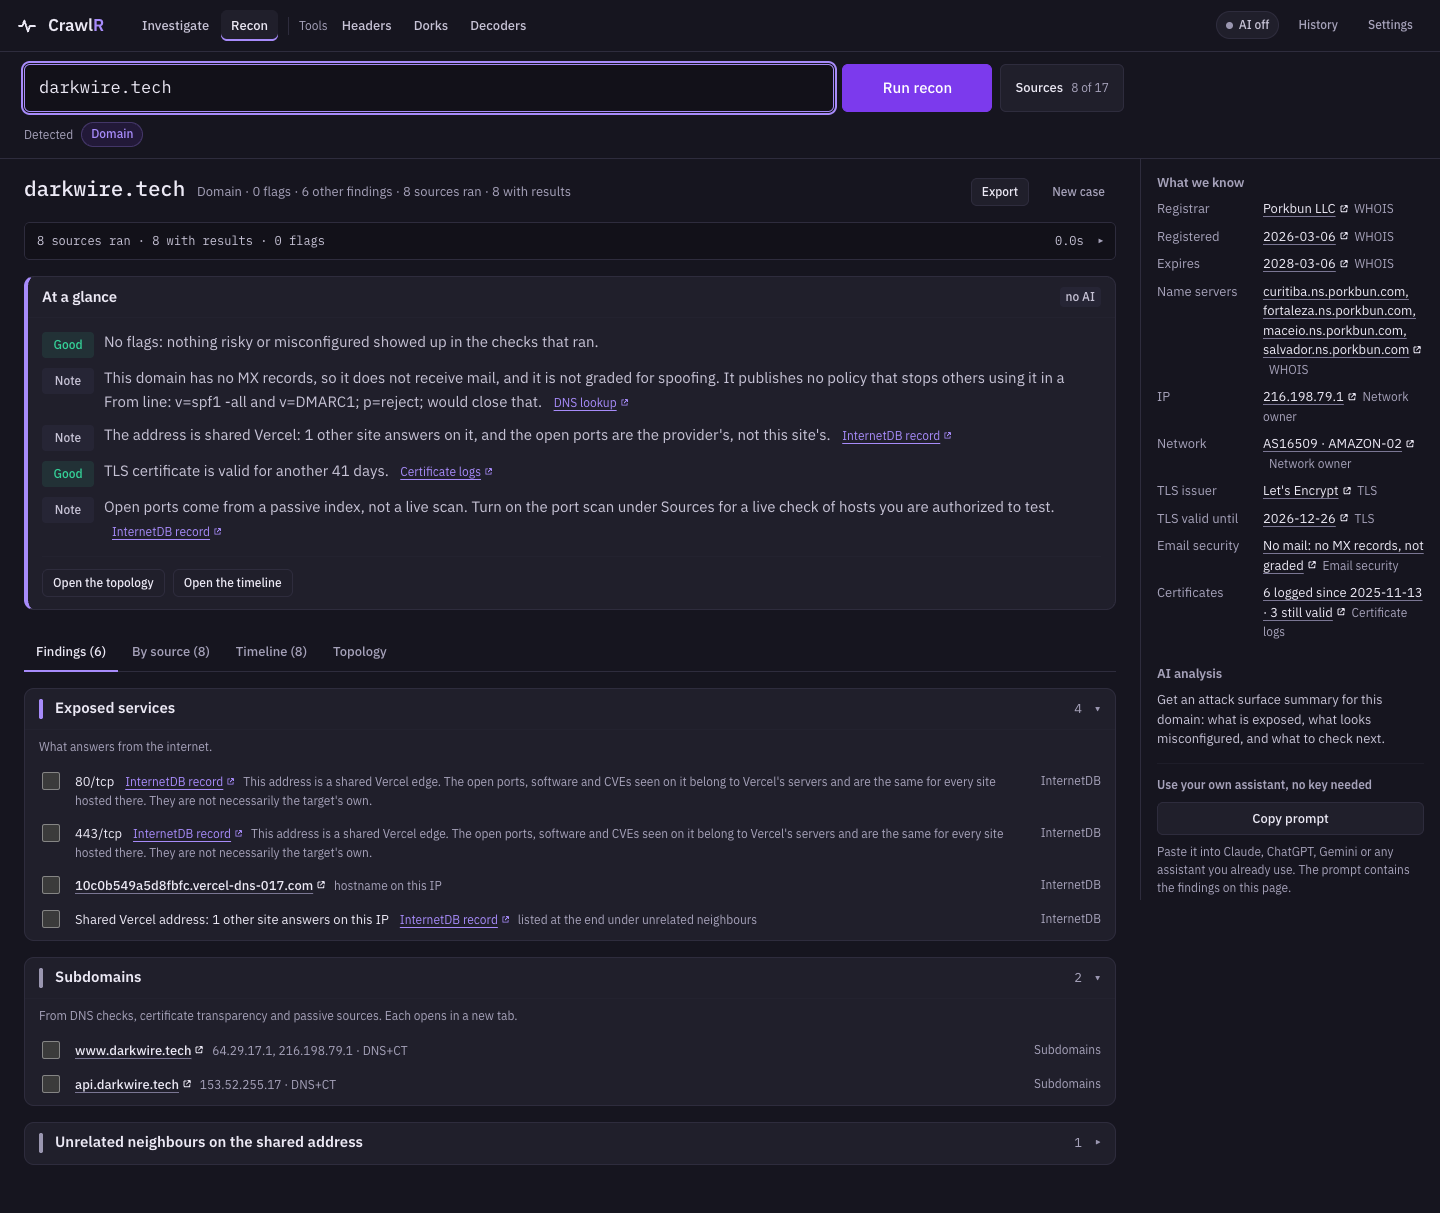 CrawlR
Investigate
Recon
Tools
Headers
Dorks
Decoders
AI off
History
Settings
darkwire.tech
Run recon
Sources 8 of 17
Detected Domain
darkwire.tech Domain · 0 flags · 6 other findings · 8 sources ran · 8 with results
Export
New case
8 sources ran · 8 with results · 0 flags 0.0s
At a glance no AI
Good No flags: nothing risky or misconfigured showed up in the checks that ran.
Note This domain has no MX records, so it does not receive mail, and it is not graded for spoofing. It publishes no policy that stops others using it in a
From line: v=spf1 -all and v=DMARC1; p=reject; would close that. DNS lookup
Note The address is shared Vercel: 1 other site answers on it, and the open ports are the provider's, not this site's. InternetDB record
Good TLS certificate is valid for another 41 days. Certificate logs
Note Open ports come from a passive index, not a live scan. Turn on the port scan under Sources for a live check of hosts you are authorized to test.
InternetDB record
Open the topology
Open the timeline
Findings (6)
By source (8)
Timeline (8)
Topology
Exposed services 4
What answers from the internet.
80/tcp InternetDB record This address is a shared Vercel edge. The open ports, software and CVEs seen on it belong to Vercel's servers and are the same for every site InternetDB
hosted there. They are not necessarily the target's own.
443/tcp InternetDB record This address is a shared Vercel edge. The open ports, software and CVEs seen on it belong to Vercel's servers and are the same for every site InternetDB
hosted there. They are not necessarily the target's own.
10c0b549a5d8fbfc.vercel-dns-017.com hostname on this IP InternetDB
Shared Vercel address: 1 other site answers on this IP InternetDB record listed at the end under unrelated neighbours InternetDB
Subdomains 2
From DNS checks, certificate transparency and passive sources. Each opens in a new tab.
www.darkwire.tech 64.29.17.1, 216.198.79.1 · DNS+CT Subdomains
api.darkwire.tech 153.52.255.17 · DNS+CT Subdomains
Unrelated neighbours on the shared address 1
What we know
Registrar Porkbun LLC WHOIS
Registered 2026-03-06 WHOIS
Expires 2028-03-06 WHOIS
Name servers curitiba.ns.porkbun.com,
fortaleza.ns.porkbun.com,
maceio.ns.porkbun.com,
salvador.ns.porkbun.com
WHOIS
IP 216.198.79.1 Network
owner
Network AS16509 · AMAZON-02
Network owner
TLS issuer Let's Encrypt TLS
TLS valid until 2026-12-26 TLS
Email security No mail: no MX records, not
graded Email security
Certificates 6 logged since 2025-11-13
· 3 still valid Certificate
logs
AI analysis
Get an attack surface summary for this
domain: what is exposed, what looks
misconfigured, and what to check next.
Use your own assistant, no key needed
Copy prompt
Paste it into Claude, ChatGPT, Gemini or any
assistant you already use. The prompt contains
the findings on this page.